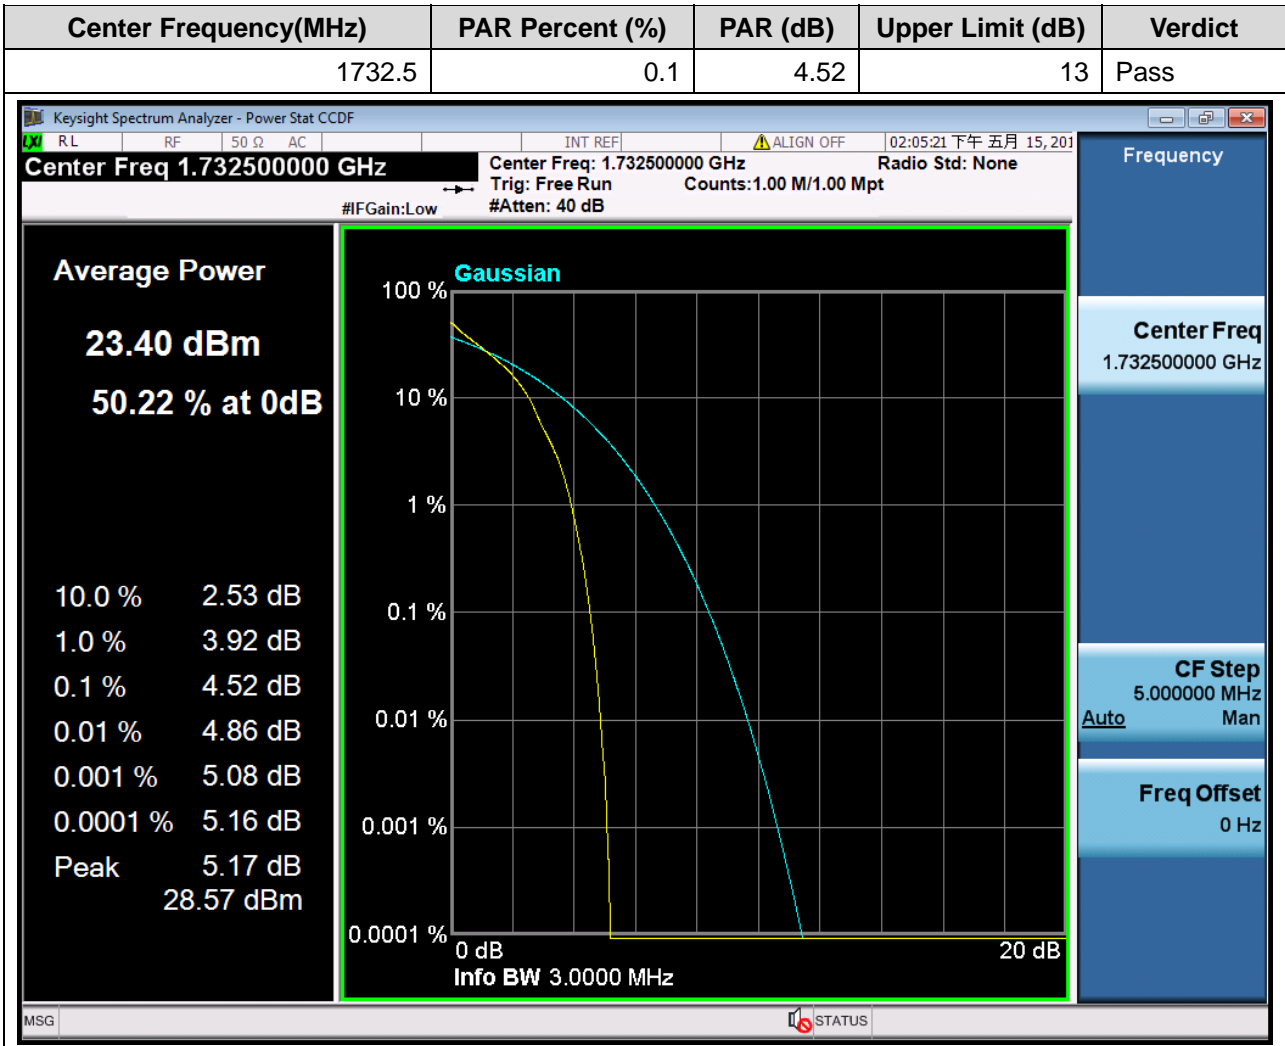 Center Frequency(MHz) PAR Percent (%) PAR (dB) Upper Limit (dB) Verdict
1732.5 0.1 4.52 13 Pass
Keysight Spectrum Analyzer - Power Stat CCDF
LXI RL RF 50 Ω AC INT REF ALIGN OFF 02:05:21 下午 五月 15, 201
Center Freq 1.732500000 GHz
Center Freq: 1.732500000 GHz Radio Std: None
Trig: Free Run Counts:1.00 M/1.00 Mpt
#IFGain:Low #Atten: 40 dB
Frequency
Average Power
23.40 dBm
50.22 % at 0dB
10.0 % 2.53 dB
1.0 % 3.92 dB
0.1 % 4.52 dB
0.01 % 4.86 dB
0.001 % 5.08 dB
0.0001 % 5.16 dB
Peak 5.17 dB
28.57 dBm
Gaussian
100 %
10 %
1 %
0.1 %
0.01 %
0.001 %
0.0001 %
0 dB 20 dB
Info BW 3.0000 MHz
Center Freq
1.732500000 GHz
CF Step
5.000000 MHz
Auto Man
Freq Offset
0 Hz
MSG STATUS